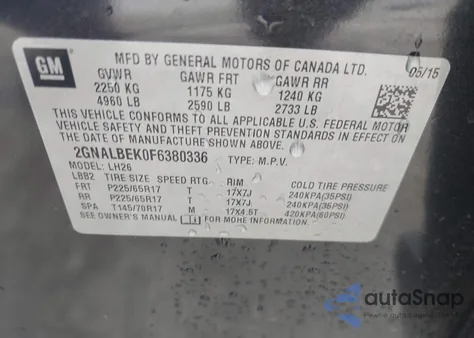 GM
MFD BY GENERAL MOTORS OF CANADA LTD. 05/15
GVWR GAWR FRT GAWR RR
2250 KG 1175 KG 1240 KG
4960 LB 2590 LB 2733 LB
THIS VEHICLE CONFORMS TO ALL APPLICABLE U.S. FEDERAL MOTOR
VEHICLE SAFETY AND THEFT PREVENTION STANDARDS IN EFFECT ON
THE DATE OF MANUFACTURE SHOWN ABOVE.
2GNALBEK0F6380336 TYPE: M.P.V.
MODEL: LH26
LBB2 TIRE SIZE SPEED RTG RIM COLD TIRE PRESSURE
FRT P225/65R17 T 17X7J 240KPA(35PSI)
RR P225/65R17 T 17X7J 240KPA(35PSI)
SPA T145/70R17 M 17X4.5T 420KPA(60PSI)
SEE OWNER'S MANUAL i FOR MORE INFORMATION.
autoSnap
www.autosnap.cc